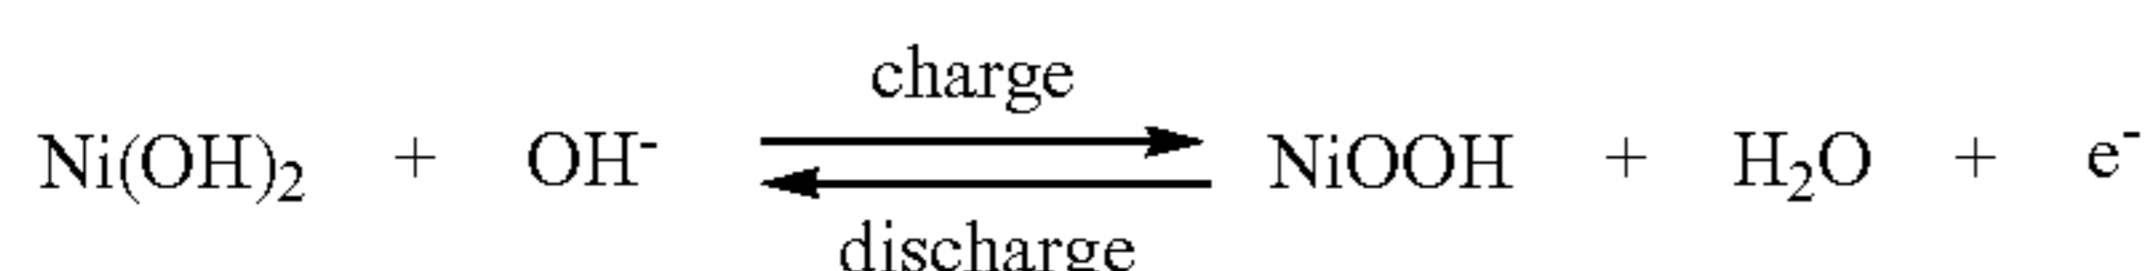 charge
Ni(OH)₂ + OH⁻ ⇌ NiOOH + H₂O + e⁻
discharge